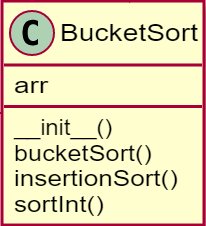 C BucketSort
arr
__init__()
bucketSort()
insertionSort()
sortInt()